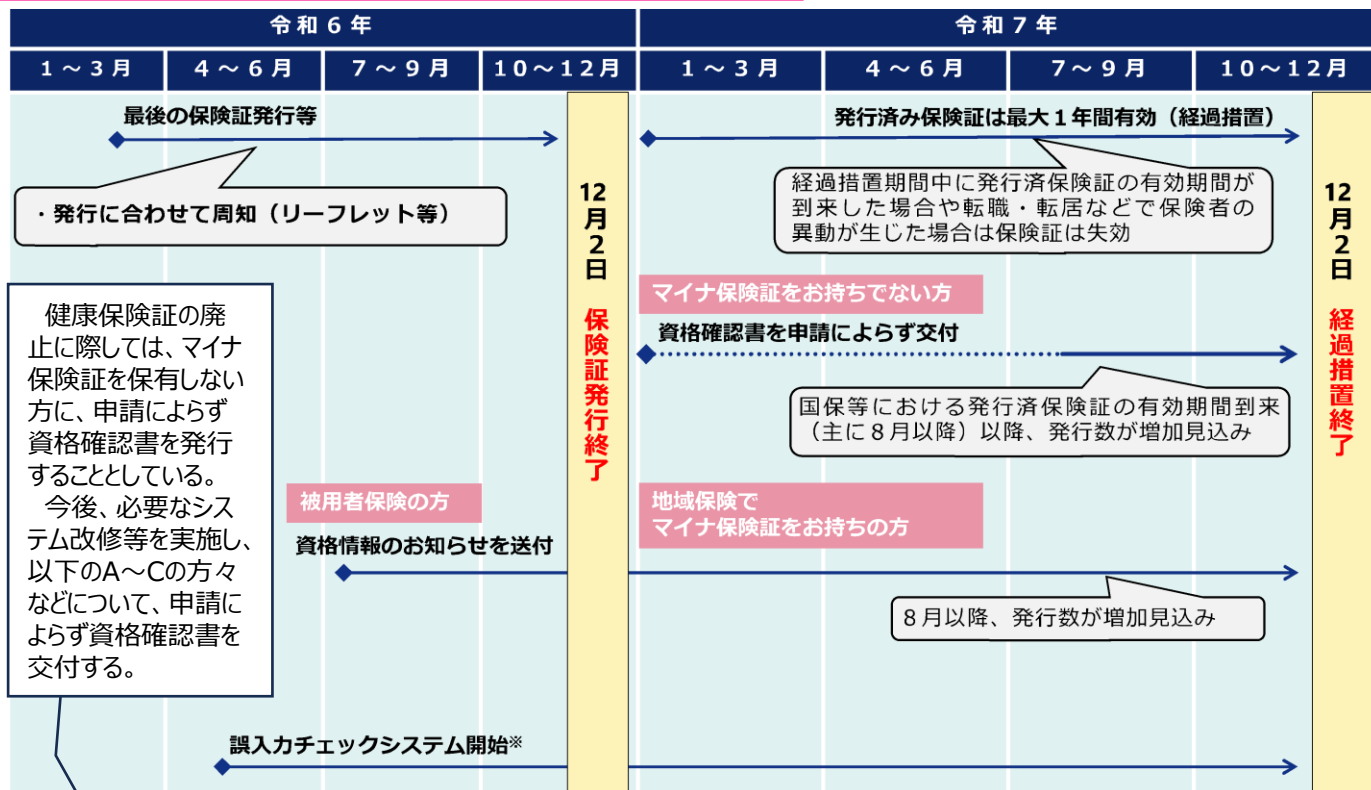 令和６年
令和７年
１～３月
４～６月
７～９月
10～12月
１～３月
４～６月
７～９月
10～12月
最後の保険証発行等
・発行に合わせて周知（リーフレット等）
12月2日 保険証発行終了
発行済み保険証は最大１年間有効（経過措置）
経過措置期間中に発行済保険証の有効期間が
到来した場合や転職・転居などで保険者の
異動が生じた場合は保険証は失効
12月2日 経過措置終了
マイナ保険証をお持ちでない方
資格確認書を申請によらず交付
国保等における発行済保険証の有効期間到来
（主に８月以降）以降、発行数が増加見込み
健康保険証の廃
止に際しては、マイナ
保険証を保有しない
方に、申請によらず
資格確認書を発行
することとしている。
今後、必要なシス
テム改修等を実施し、
以下のA～Cの方々
などについて、申請に
よらず資格確認書を
交付する。
被用者保険の方
資格情報のお知らせを送付
地域保険で
マイナ保険証をお持ちの方
８月以降、発行数が増加見込み
誤入力チェックシステム開始※